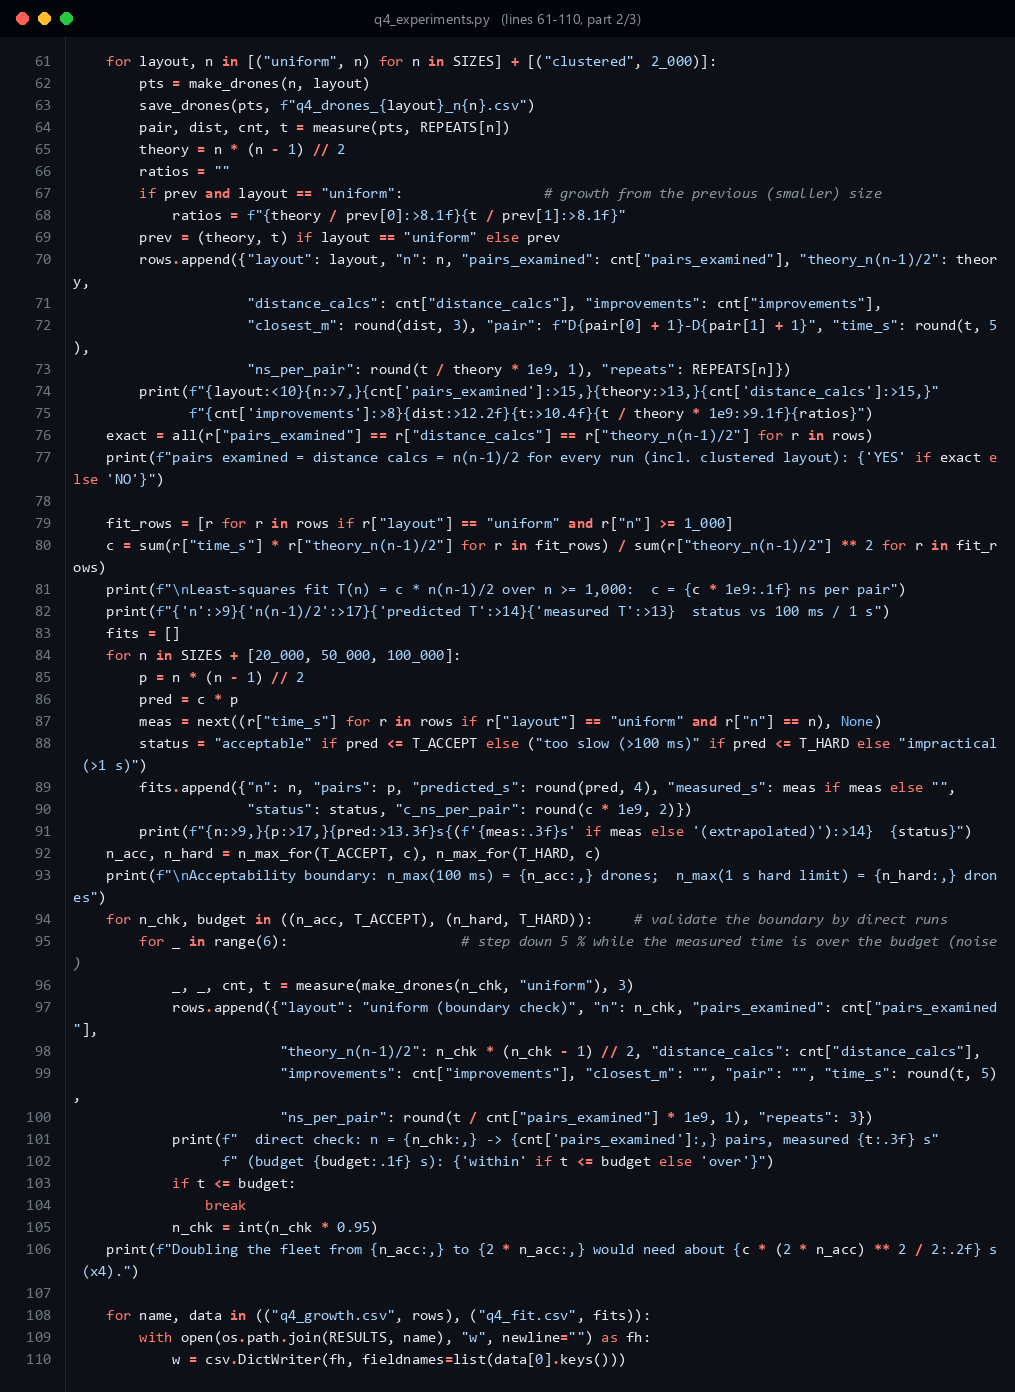 q4_experiments.py   (lines 61-110, part 2/3)
61    for layout, n in [("uniform", n) for n in SIZES] + [("clustered", 2_000)]:
62        pts = make_drones(n, layout)
63        save_drones(pts, f"q4_drones_{layout}_n{n}.csv")
64        pair, dist, cnt, t = measure(pts, REPEATS[n])
65        theory = n * (n - 1) // 2
66        ratios = ""
67        if prev and layout == "uniform":                 # growth from the previous (smaller) size
68            ratios = f"{theory / prev[0]:>8.1f}{t / prev[1]:>8.1f}"
69        prev = (theory, t) if layout == "uniform" else prev
70        rows.append({"layout": layout, "n": n, "pairs_examined": cnt["pairs_examined"], "theory_n(n-1)/2": theor
y,
71                     "distance_calcs": cnt["distance_calcs"], "improvements": cnt["improvements"],
72                     "closest_m": round(dist, 3), "pair": f"D{pair[0] + 1}-D{pair[1] + 1}", "time_s": round(t, 5
),
73                     "ns_per_pair": round(t / theory * 1e9, 1), "repeats": REPEATS[n]})
74        print(f"{layout:<10}{n:>7,}{cnt['pairs_examined']:>15,}{theory:>13,}{cnt['distance_calcs']:>15,}"
75              f"{cnt['improvements']:>8}{dist:>12.2f}{t:>10.4f}{t / theory * 1e9:>9.1f}{ratios}")
76    exact = all(r["pairs_examined"] == r["distance_calcs"] == r["theory_n(n-1)/2"] for r in rows)
77    print(f"pairs examined = distance calcs = n(n-1)/2 for every run (incl. clustered layout): {'YES' if exact e
lse 'NO'}")
78
79    fit_rows = [r for r in rows if r["layout"] == "uniform" and r["n"] >= 1_000]
80    c = sum(r["time_s"] * r["theory_n(n-1)/2"] for r in fit_rows) / sum(r["theory_n(n-1)/2"] ** 2 for r in fit_r
ows)
81    print(f"\nLeast-squares fit T(n) = c * n(n-1)/2 over n >= 1,000:  c = {c * 1e9:.1f} ns per pair")
82    print(f"{'n':>9}{'n(n-1)/2':>17}{'predicted T':>14}{'measured T':>13}  status vs 100 ms / 1 s")
83    fits = []
84    for n in SIZES + [20_000, 50_000, 100_000]:
85        p = n * (n - 1) // 2
86        pred = c * p
87        meas = next((r["time_s"] for r in rows if r["layout"] == "uniform" and r["n"] == n), None)
88        status = "acceptable" if pred <= T_ACCEPT else ("too slow (>100 ms)" if pred <= T_HARD else "impractical
 (>1 s)")
89        fits.append({"n": n, "pairs": p, "predicted_s": round(pred, 4), "measured_s": meas if meas else "",
90                     "status": status, "c_ns_per_pair": round(c * 1e9, 2)})
91        print(f"{n:>9,}{p:>17,}{pred:>13.3f}s{(f'{meas:.3f}s' if meas else '(extrapolated)'):>14}  {status}")
92    n_acc, n_hard = n_max_for(T_ACCEPT, c), n_max_for(T_HARD, c)
93    print(f"\nAcceptability boundary: n_max(100 ms) = {n_acc:,} drones;  n_max(1 s hard limit) = {n_hard:,} dron
es")
94    for n_chk, budget in ((n_acc, T_ACCEPT), (n_hard, T_HARD)):     # validate the boundary by direct runs
95        for _ in range(6):                     # step down 5 % while the measured time is over the budget (noise
)
96            _, _, cnt, t = measure(make_drones(n_chk, "uniform"), 3)
97            rows.append({"layout": "uniform (boundary check)", "n": n_chk, "pairs_examined": cnt["pairs_examined
"],
98                         "theory_n(n-1)/2": n_chk * (n_chk - 1) // 2, "distance_calcs": cnt["distance_calcs"],
99                         "improvements": cnt["improvements"], "closest_m": "", "pair": "", "time_s": round(t, 5)
,
100                         "ns_per_pair": round(t / cnt["pairs_examined"] * 1e9, 1), "repeats": 3})
101            print(f"  direct check: n = {n_chk:,} -> {cnt['pairs_examined']:,} pairs, measured {t:.3f} s"
102                  f" (budget {budget:.1f} s): {'within' if t <= budget else 'over'}")
103            if t <= budget:
104                break
105            n_chk = int(n_chk * 0.95)
106    print(f"Doubling the fleet from {n_acc:,} to {2 * n_acc:,} would need about {c * (2 * n_acc) ** 2 / 2:.2f} s
 (x4).")
107
108    for name, data in (("q4_growth.csv", rows), ("q4_fit.csv", fits)):
109        with open(os.path.join(RESULTS, name), "w", newline="") as fh:
110            w = csv.DictWriter(fh, fieldnames=list(data[0].keys()))